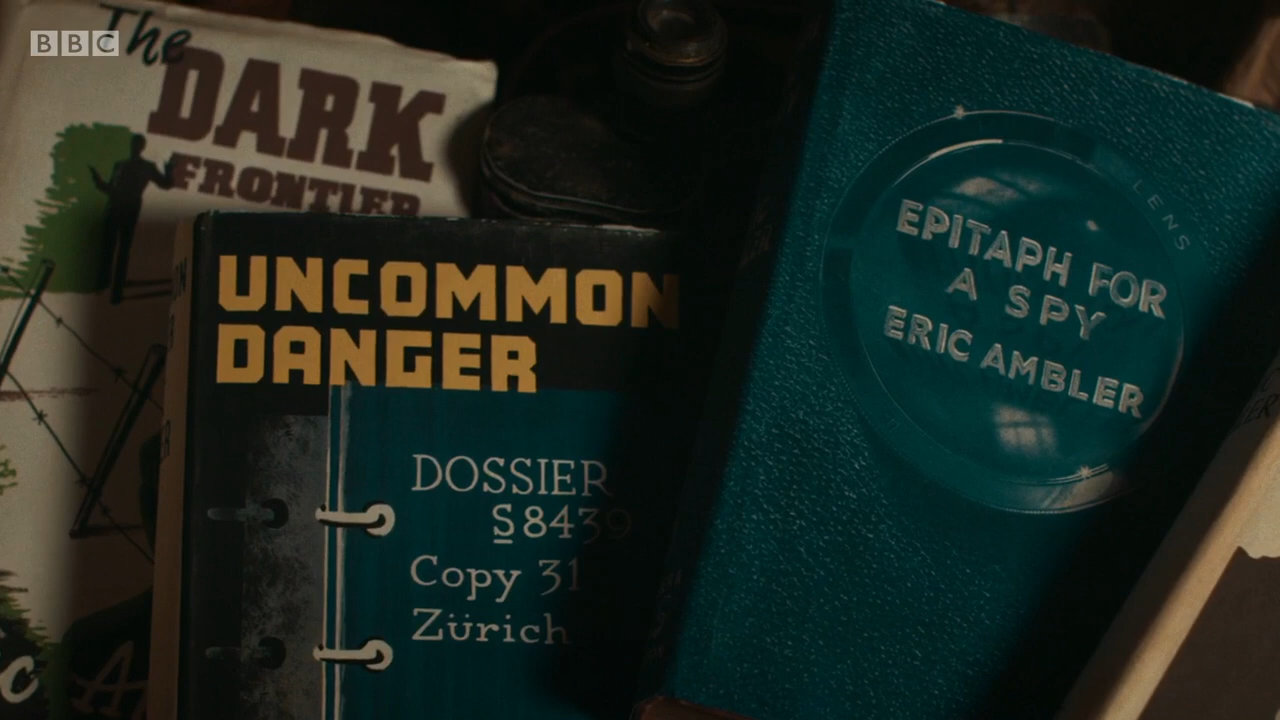 BBC
The
DARK
FRONTIER
UNCOMMON
DANGER
DOSSIER
S8439
Copy 31
Zürich
LENS
EPITAPH FOR
A SPY
ERIC AMBLER